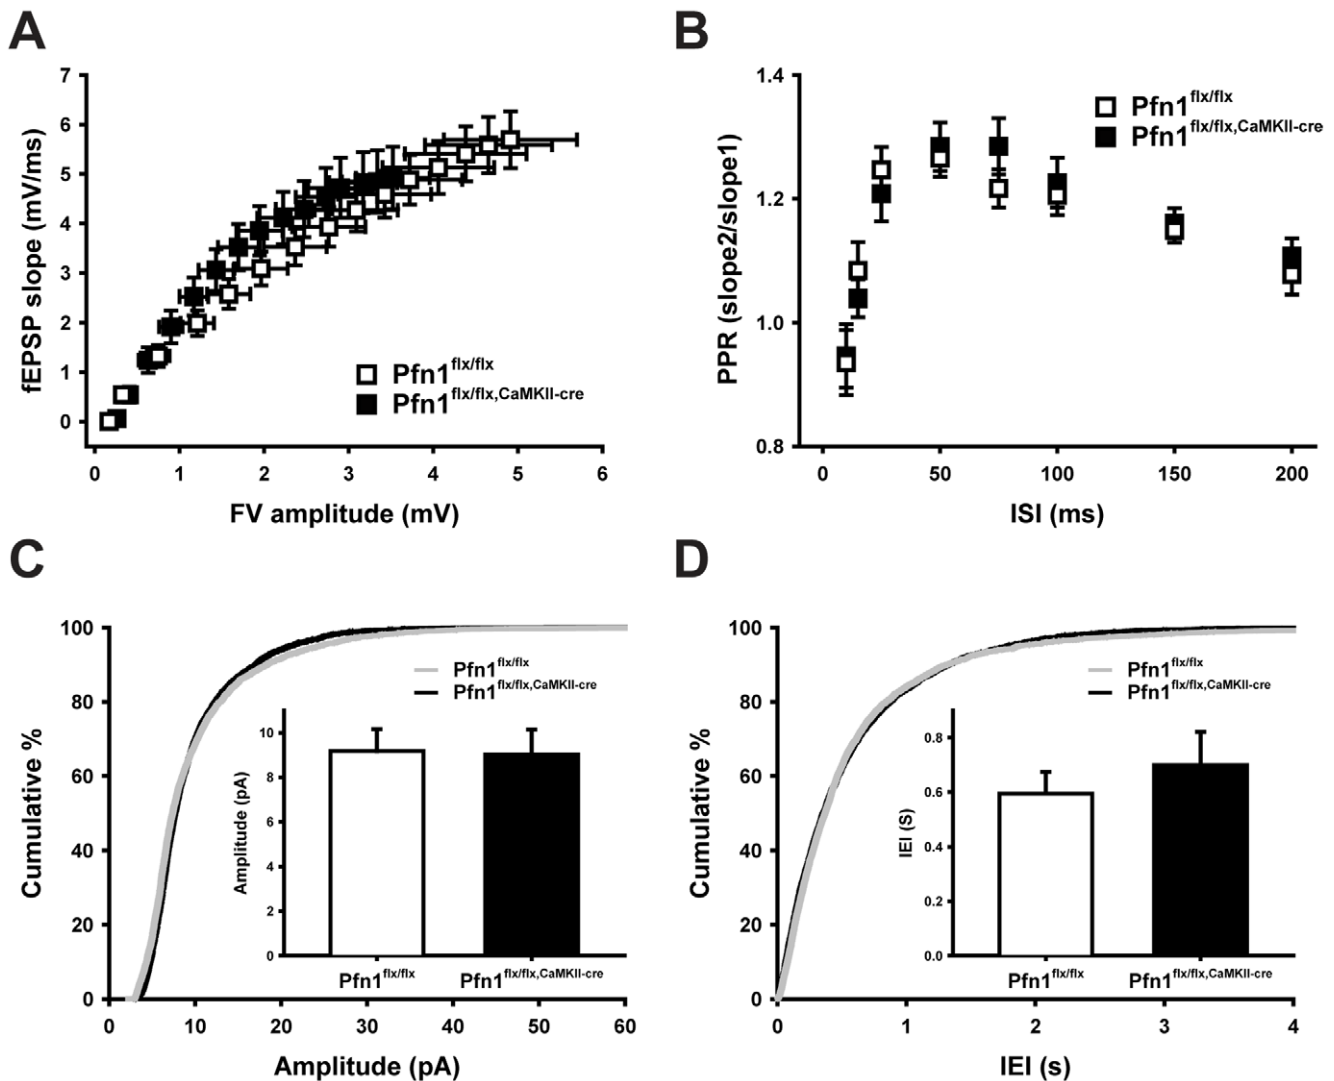 A
7
6
5
4
3
2
1
0
fEPSP slope (mV/ms)
Pfn1flx/flx
Pfn1flx/flx,CaMKII-cre
0 1 2 3 4 5 6
FV amplitude (mV)
B
1.4
1.2
1.0
0.8
PPR (slope2/slope1)
Pfn1flx/flx
Pfn1flx/flx,CaMKII-cre
0 50 100 150 200
ISI (ms)
C
100
80
60
40
20
0
Cumulative %
Pfn1flx/flx
Pfn1flx/flx,CaMKII-cre
10
8
6
4
2
0
Amplitude (pA)
Pfn1flx/flx Pfn1flx/flx,CaMKII-cre
0 10 20 30 40 50 60
Amplitude (pA)
D
100
80
60
40
20
0
Cumulative %
Pfn1flx/flx
Pfn1flx/flx,CaMKII-cre
0.8
0.6
0.4
0.2
0.0
IEI (S)
Pfn1flx/flx Pfn1flx/flx,CaMKII-cre
0 1 2 3 4
IEI (s)